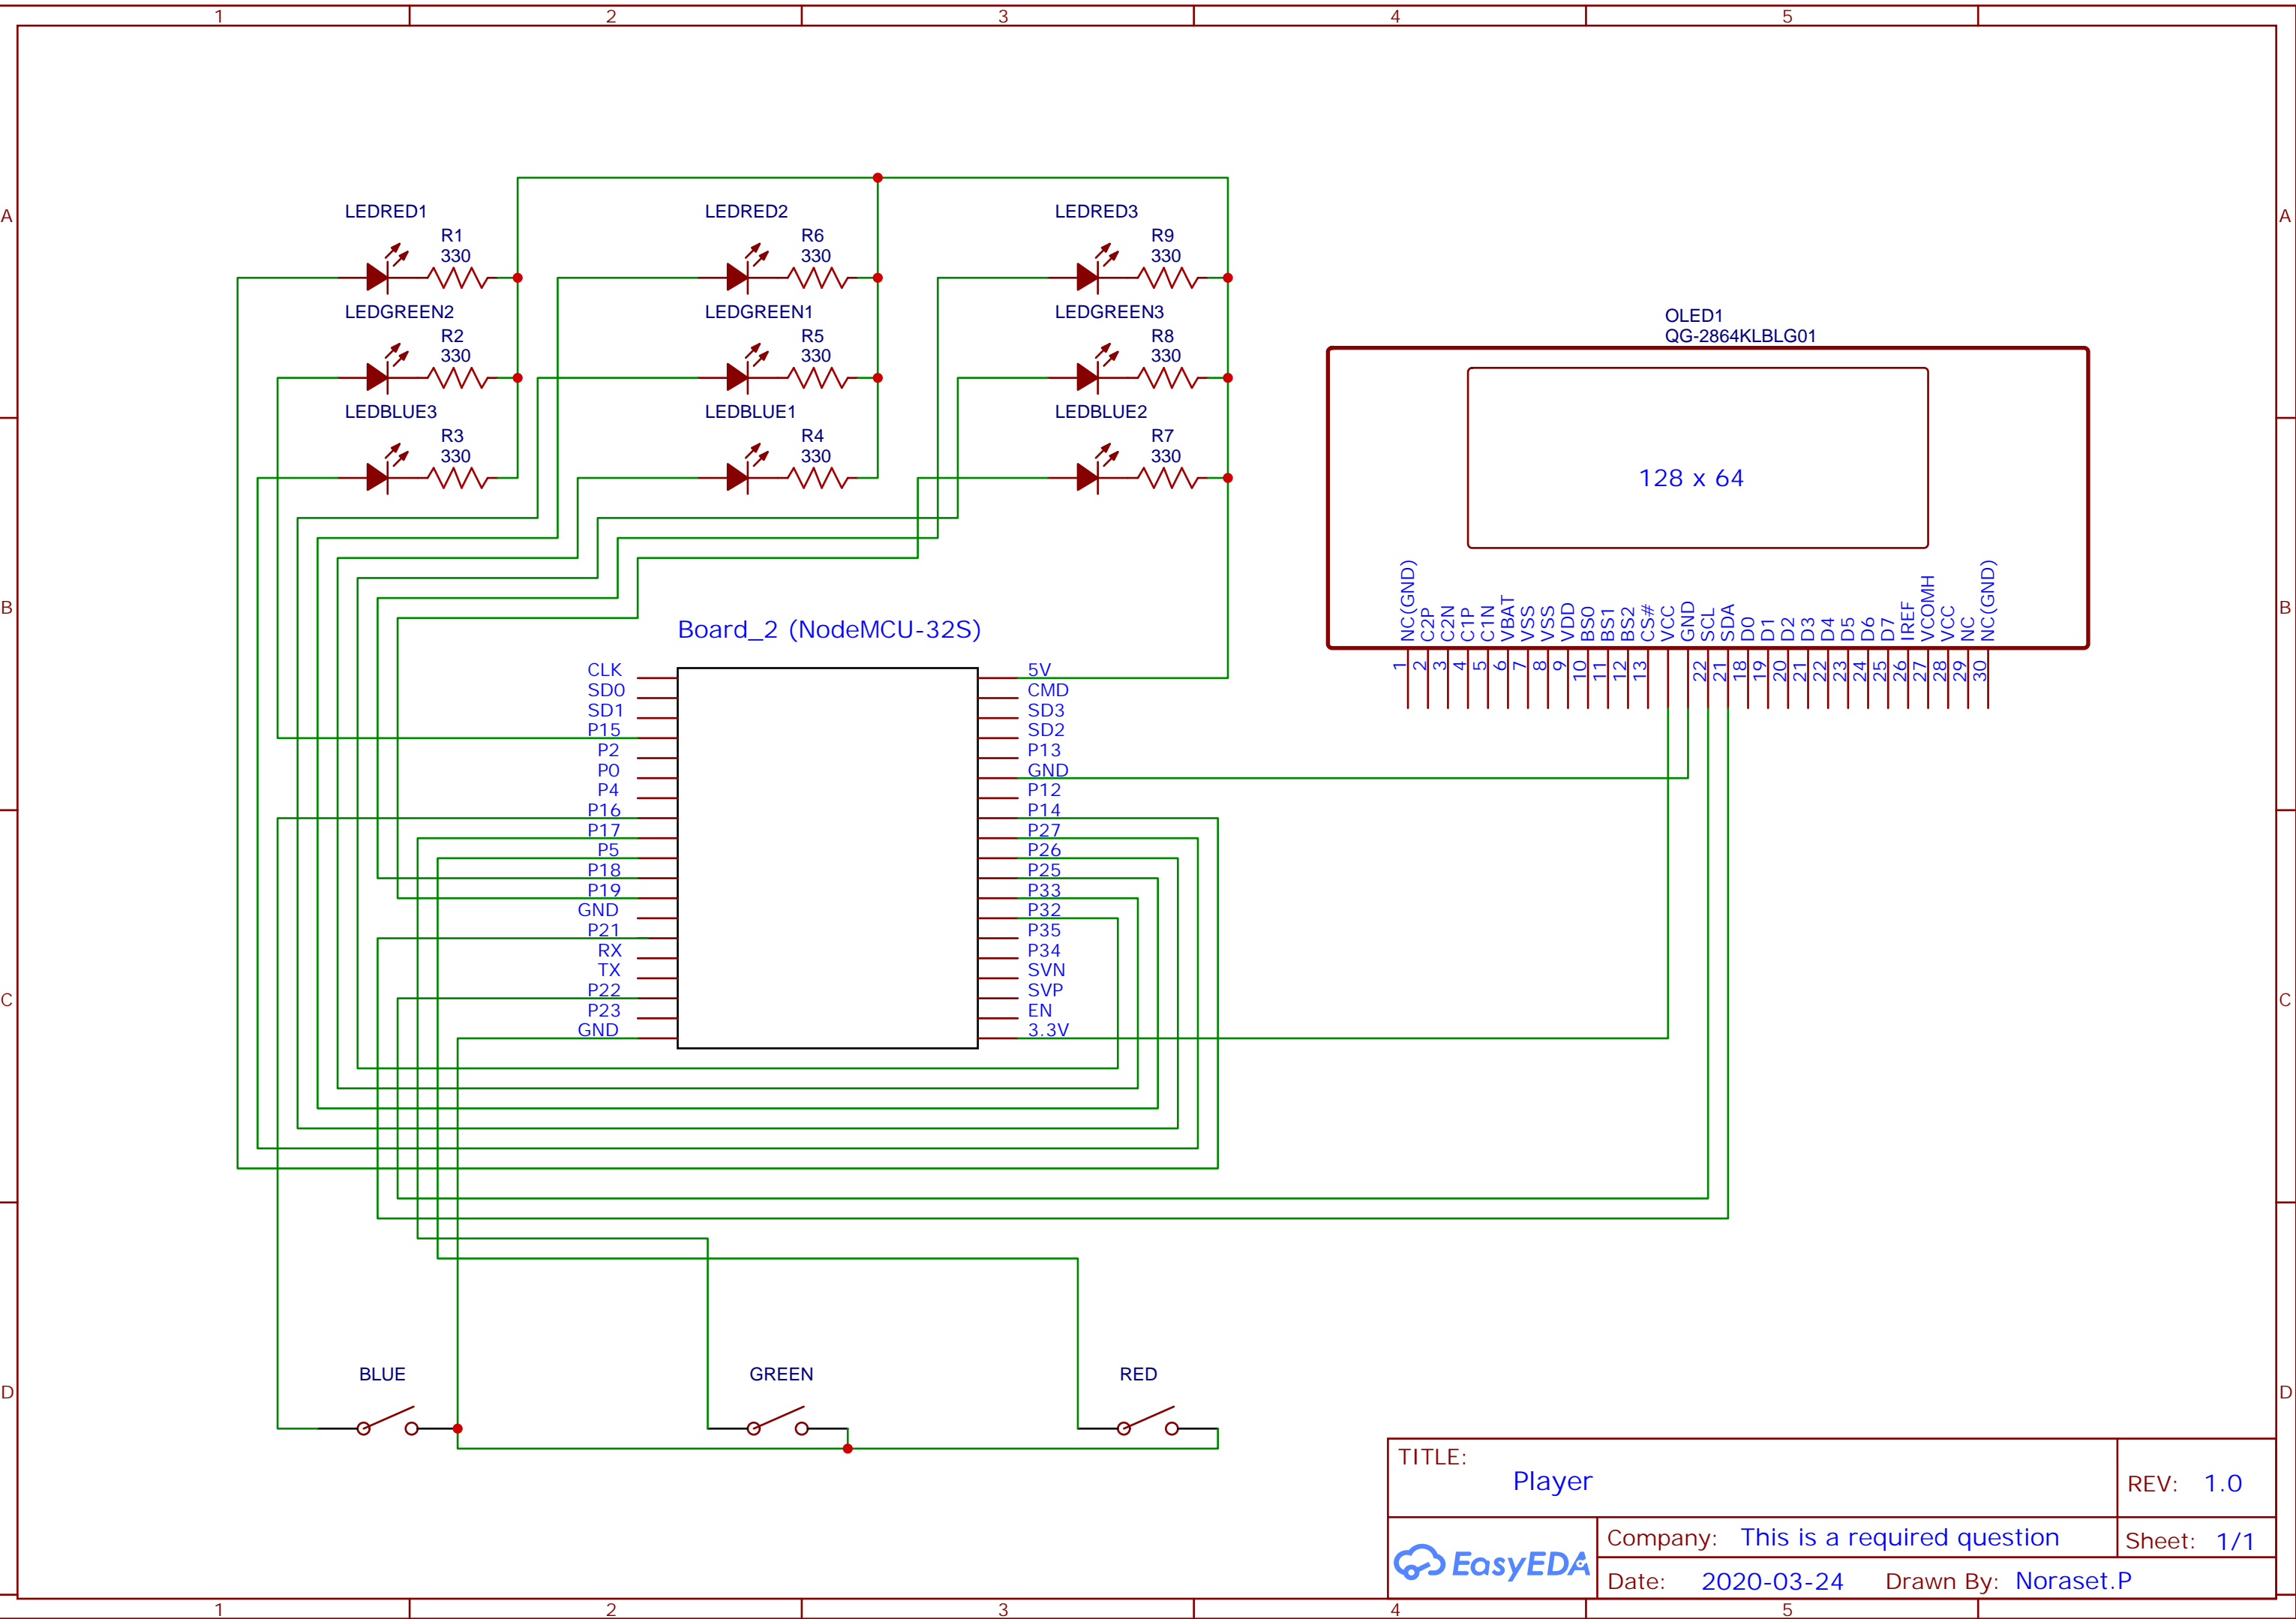 1 2 3 4 5
A A
LEDRED1 LEDRED2 LEDRED3
R1 R6 R9
330 330 330
LEDGREEN2 LEDGREEN1 LEDGREEN3
R2 R5 R8
330 330 330
LEDBLUE3 LEDBLUE1 LEDBLUE2
R3 R4 R7
330 330 330
OLED1
QG-2864KLBLG01
128 x 64
B B
NC(GND) C2P C2N C1P C1N VBAT VSS VSS VDD BS0 BS1 BS2 CS# VCC GND SCL SDA D0 D1 D2 D3 D4 D5 D6 D7 IREF VCOMH VCC NC NC(GND)
1 2 3 4 5 6 7 8 9 10 11 12 13 22 21 18 19 20 21 22 23 24 25 26 27 28 29 30
Board_2 (NodeMCU-32S)
CLK 5V
SD0 CMD
SD1 SD3
P15 SD2
P2 P13
P0 GND
P4 P12
P16 P14
P17 P27
P5 P26
P18 P25
P19 P33
GND P32
P21 P35
RX P34
TX SVN
P22 SVP
P23 EN
GND 3.3V
C C
BLUE GREEN RED
D D
TITLE:
Player
REV: 1.0
EasyEDA
Company: This is a required question
Sheet: 1/1
Date: 2020-03-24 Drawn By: Noraset.P
1 2 3 4 5